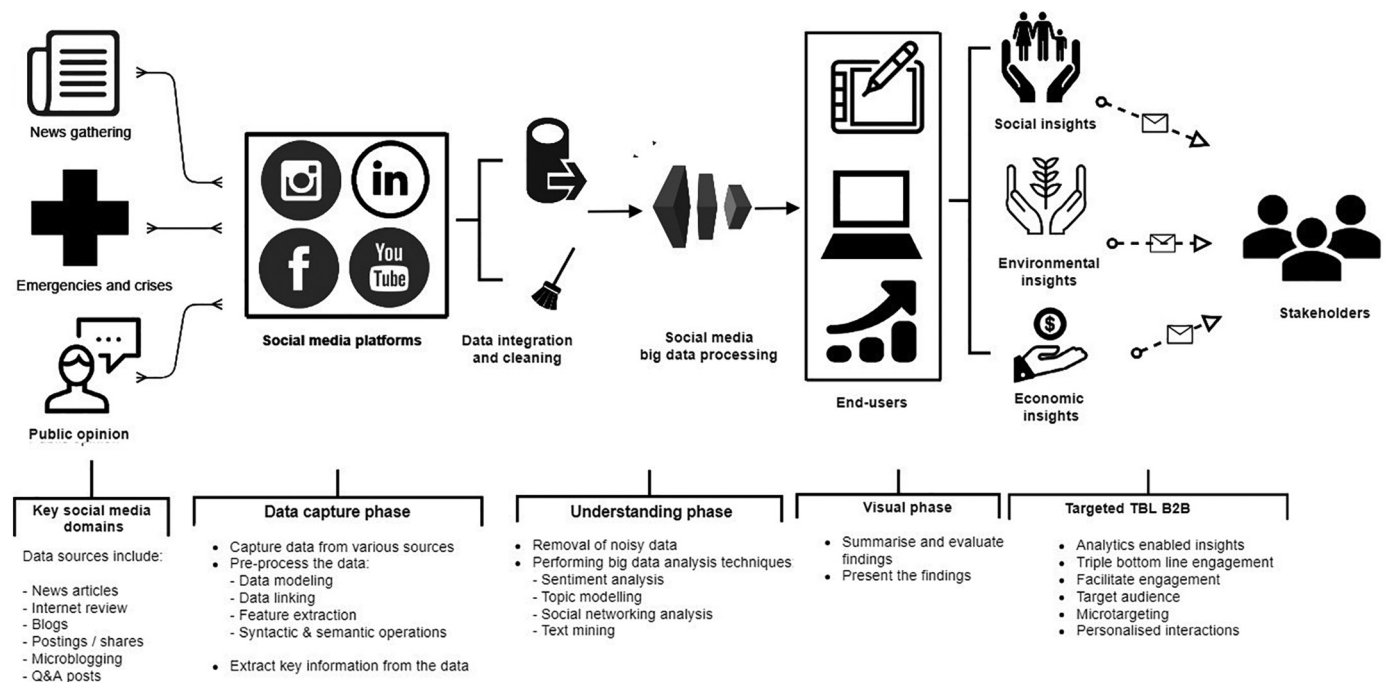 News gathering
Emergencies and crises
Public opinion
in
f
You
Tube
Social media platforms
Data integration
and cleaning
Social media
big data processing
End-users
Social insights
Environmental
insights
$
Economic
insights
Stakeholders
Key social media
domains
Data sources include:
- News articles
- Internet review
- Blogs
- Postings / shares
- Microblogging
- Q&A posts
Data capture phase
• Capture data from various sources
• Pre-process the data:
- Data modeling
- Data linking
- Feature extraction
- Syntactic & semantic operations
• Extract key information from the data
Understanding phase
• Removal of noisy data
• Performing big data analysis techniques
- Sentiment analysis
- Topic modelling
- Social networking analysis
- Text mining
Visual phase
• Summarise and evaluate
findings
• Present the findings
Targeted TBL B2B
• Analytics enabled insights
• Triple bottom line engagement
• Facilitate engagement
• Target audience
• Microtargeting
• Personalised interactions